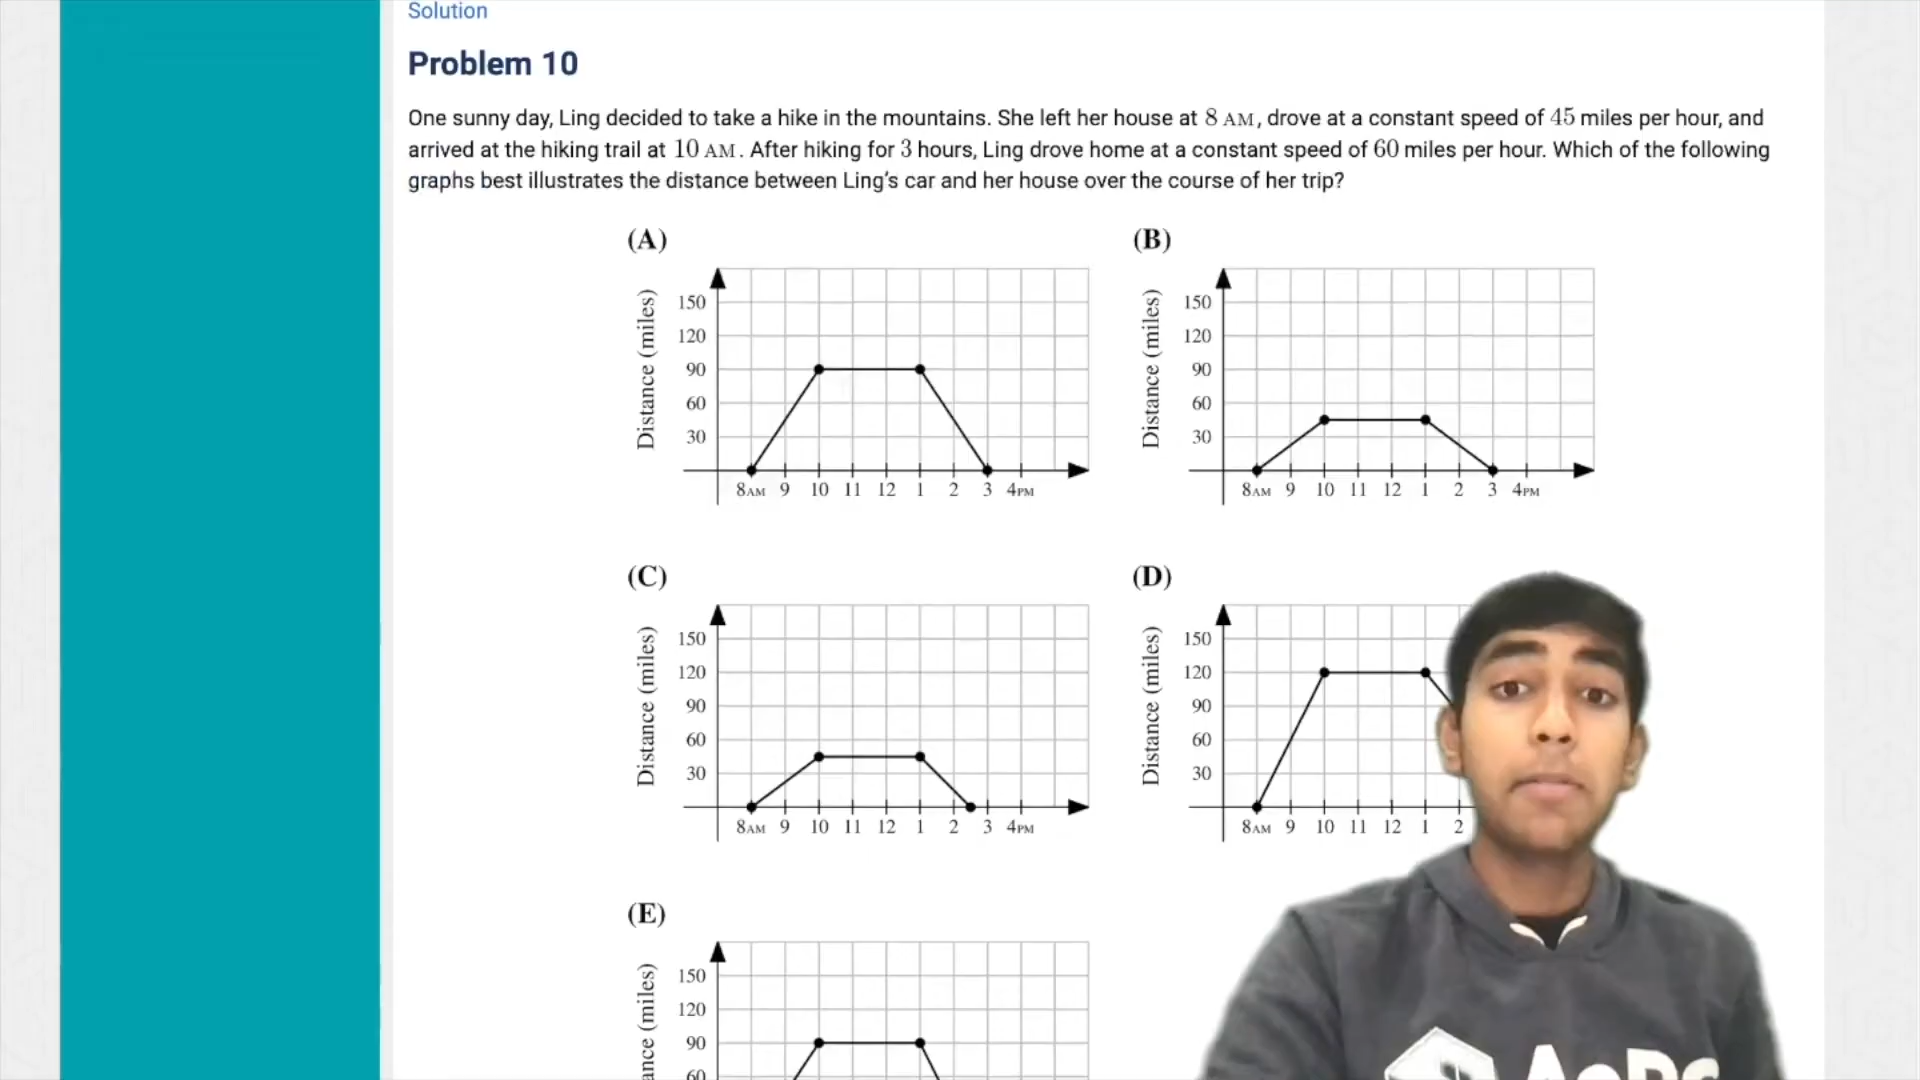 Solution
Problem 10
One sunny day, Ling decided to take a hike in the mountains. She left her house at 8 AM, drove at a constant speed of 45 miles per hour, and
arrived at the hiking trail at 10 AM. After hiking for 3 hours, Ling drove home at a constant speed of 60 miles per hour. Which of the following
graphs best illustrates the distance between Ling's car and her house over the course of her trip?
(A)
Distance (miles)
150
120
90
60
30
8AM 9 10 11 12 1 2 3 4PM
(B)
Distance (miles)
150
120
90
60
30
8AM 9 10 11 12 1 2 3 4PM
(C)
Distance (miles)
150
120
90
60
30
8AM 9 10 11 12 1 2 3 4PM
(D)
Distance (miles)
150
120
90
60
30
8AM 9 10 11 12 1 2
(E)
ance (miles)
150
120
90
60
AoPS